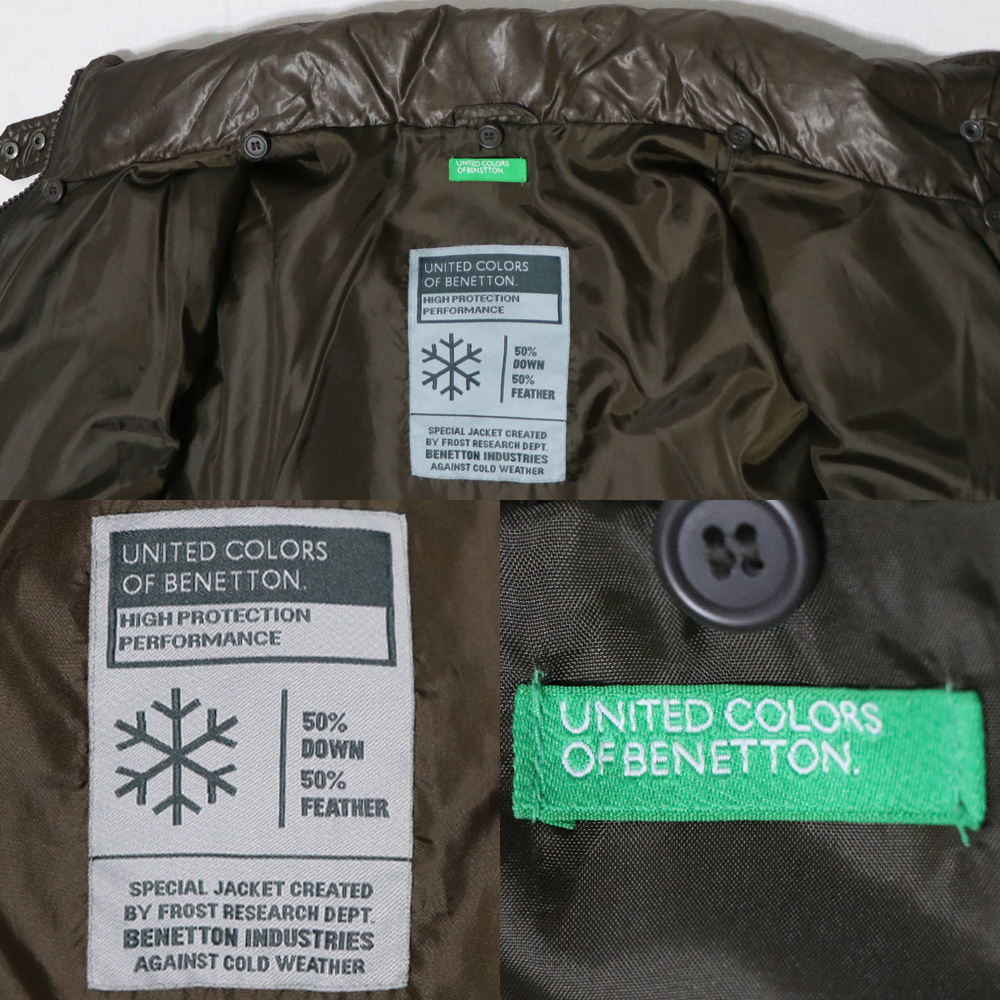 UNITED COLORS
OF BENETTON.
UNITED COLORS
OF BENETTON.
HIGH PROTECTION
PERFORMANCE
50%
DOWN
50%
FEATHER
SPECIAL JACKET CREATED
BY FROST RESEARCH DEPT.
BENETTON INDUSTRIES
AGAINST COLD WEATHER
UNITED COLORS
OF BENETTON.
HIGH PROTECTION
PERFORMANCE
50%
DOWN
50%
FEATHER
SPECIAL JACKET CREATED
BY FROST RESEARCH DEPT.
BENETTON INDUSTRIES
AGAINST COLD WEATHER
UNITED COLORS
OF BENETTON.